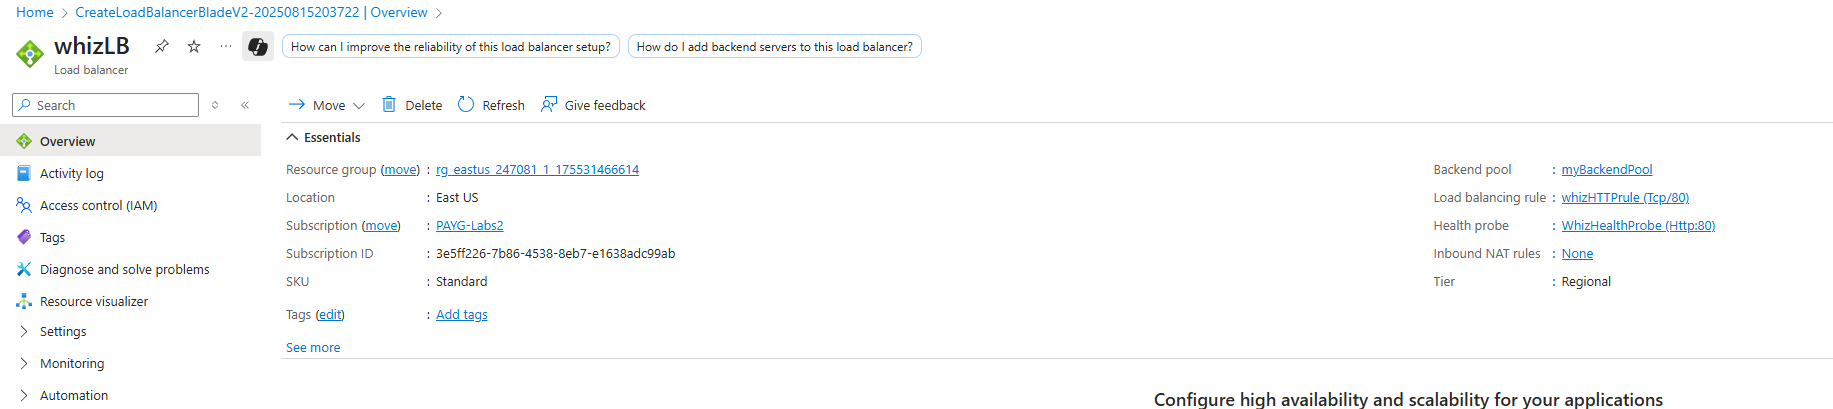 Home > CreateLoadBalancerBladeV2-20250815203722 | Overview >
whizLB
Load balancer
How can I improve the reliability of this load balancer setup?
How do I add backend servers to this load balancer?
Search
Overview
Activity log
Access control (IAM)
Tags
Diagnose and solve problems
Resource visualizer
Settings
Monitoring
Automation
Move
Delete
Refresh
Give feedback
Essentials
Resource group (move) : rg_eastus_247081_1_175531466614
Location : East US
Subscription (move) : PAYG-Labs2
Subscription ID : 3e5ff226-7b86-4538-8eb7-e1638adc99ab
SKU : Standard
Tags (edit) : Add tags
See more
Backend pool : myBackendPool
Load balancing rule : whizHTTPrule (Tcp/80)
Health probe : WhizHealthProbe (Http:80)
Inbound NAT rules : None
Tier : Regional
Configure high availability and scalability for your applications